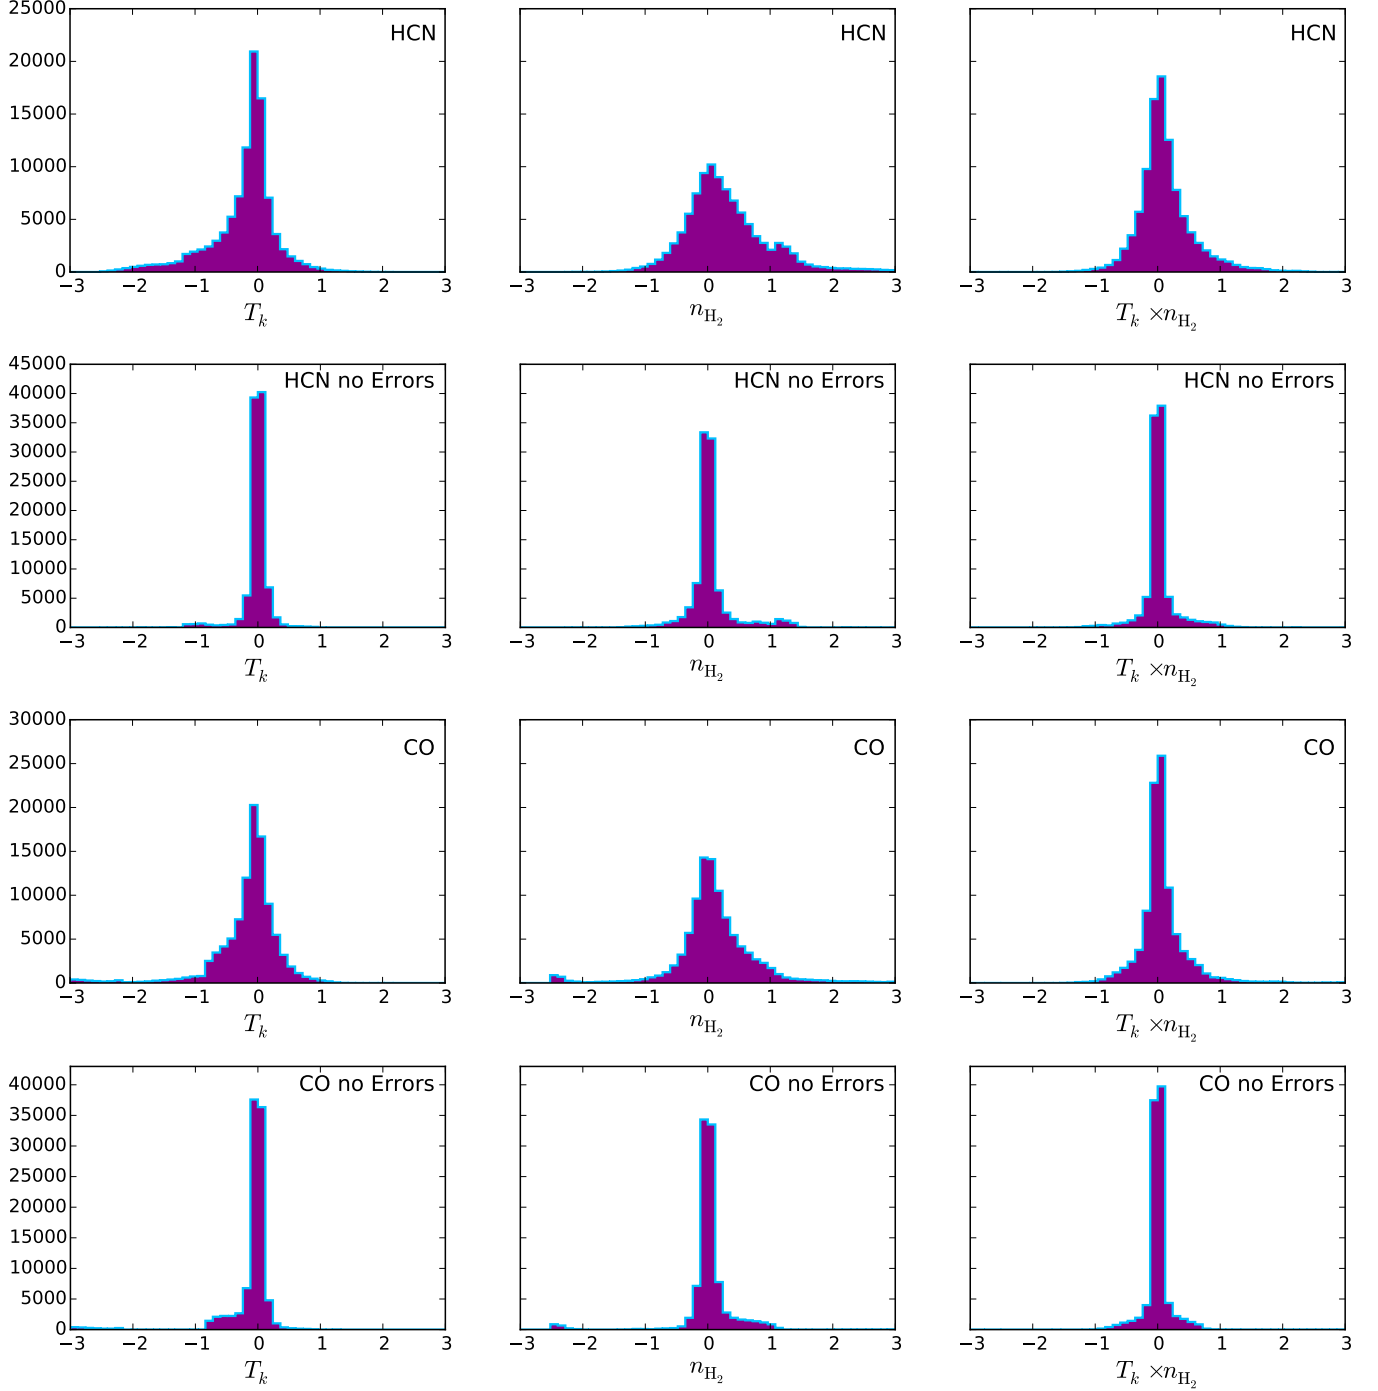 25000
20000
15000
10000
5000
0
HCN
HCN
HCN
−3 −2 −1 0 1 2 3
−3 −2 −1 0 1 2 3
−3 −2 −1 0 1 2 3
T_k
n_H₂
T_k × n_H₂
45000
40000
35000
30000
25000
20000
15000
10000
5000
0
HCN no Errors
HCN no Errors
HCN no Errors
−3 −2 −1 0 1 2 3
−3 −2 −1 0 1 2 3
−3 −2 −1 0 1 2 3
T_k
n_H₂
T_k × n_H₂
30000
25000
20000
15000
10000
5000
0
CO
CO
CO
−3 −2 −1 0 1 2 3
−3 −2 −1 0 1 2 3
−3 −2 −1 0 1 2 3
T_k
n_H₂
T_k × n_H₂
40000
35000
30000
25000
20000
15000
10000
5000
0
CO no Errors
CO no Errors
CO no Errors
−3 −2 −1 0 1 2 3
−3 −2 −1 0 1 2 3
−3 −2 −1 0 1 2 3
T_k
n_H₂
T_k × n_H₂